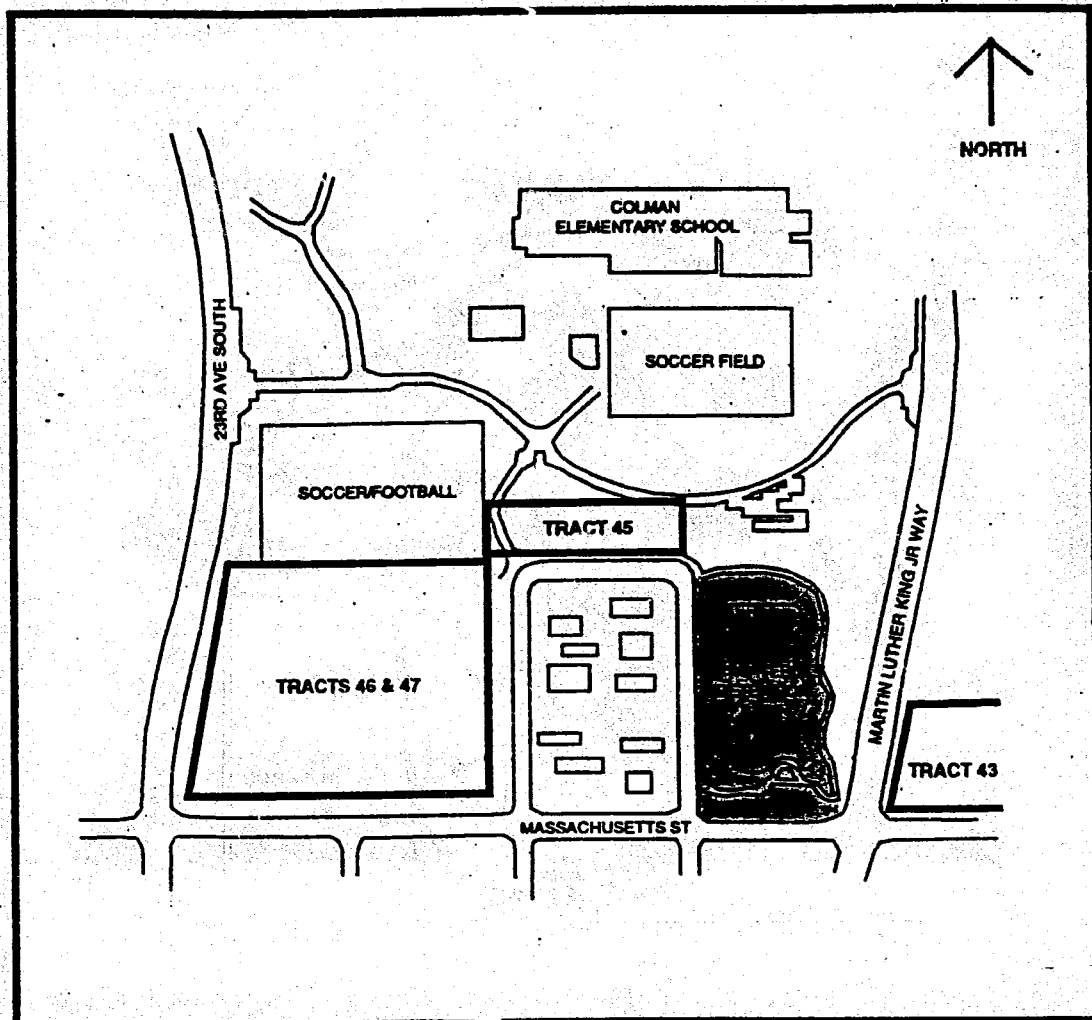 NORTH
COLMAN
ELEMENTARY SCHOOL
23RD AVE SOUTH
SOCCER FIELD
SOCCER/FOOTBALL
TRACT 45
MARTIN LUTHER KING JR WAY
TRACTS 46 & 47
TRACT 43
MASSACHUSETTS ST